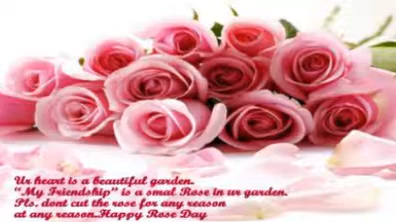 Ur heart is a beautiful garden.
"My Friendship" is a smal Rose in ur garden.
Pls. dont cut the rose for any reason
at any reason.Happy Rose Day